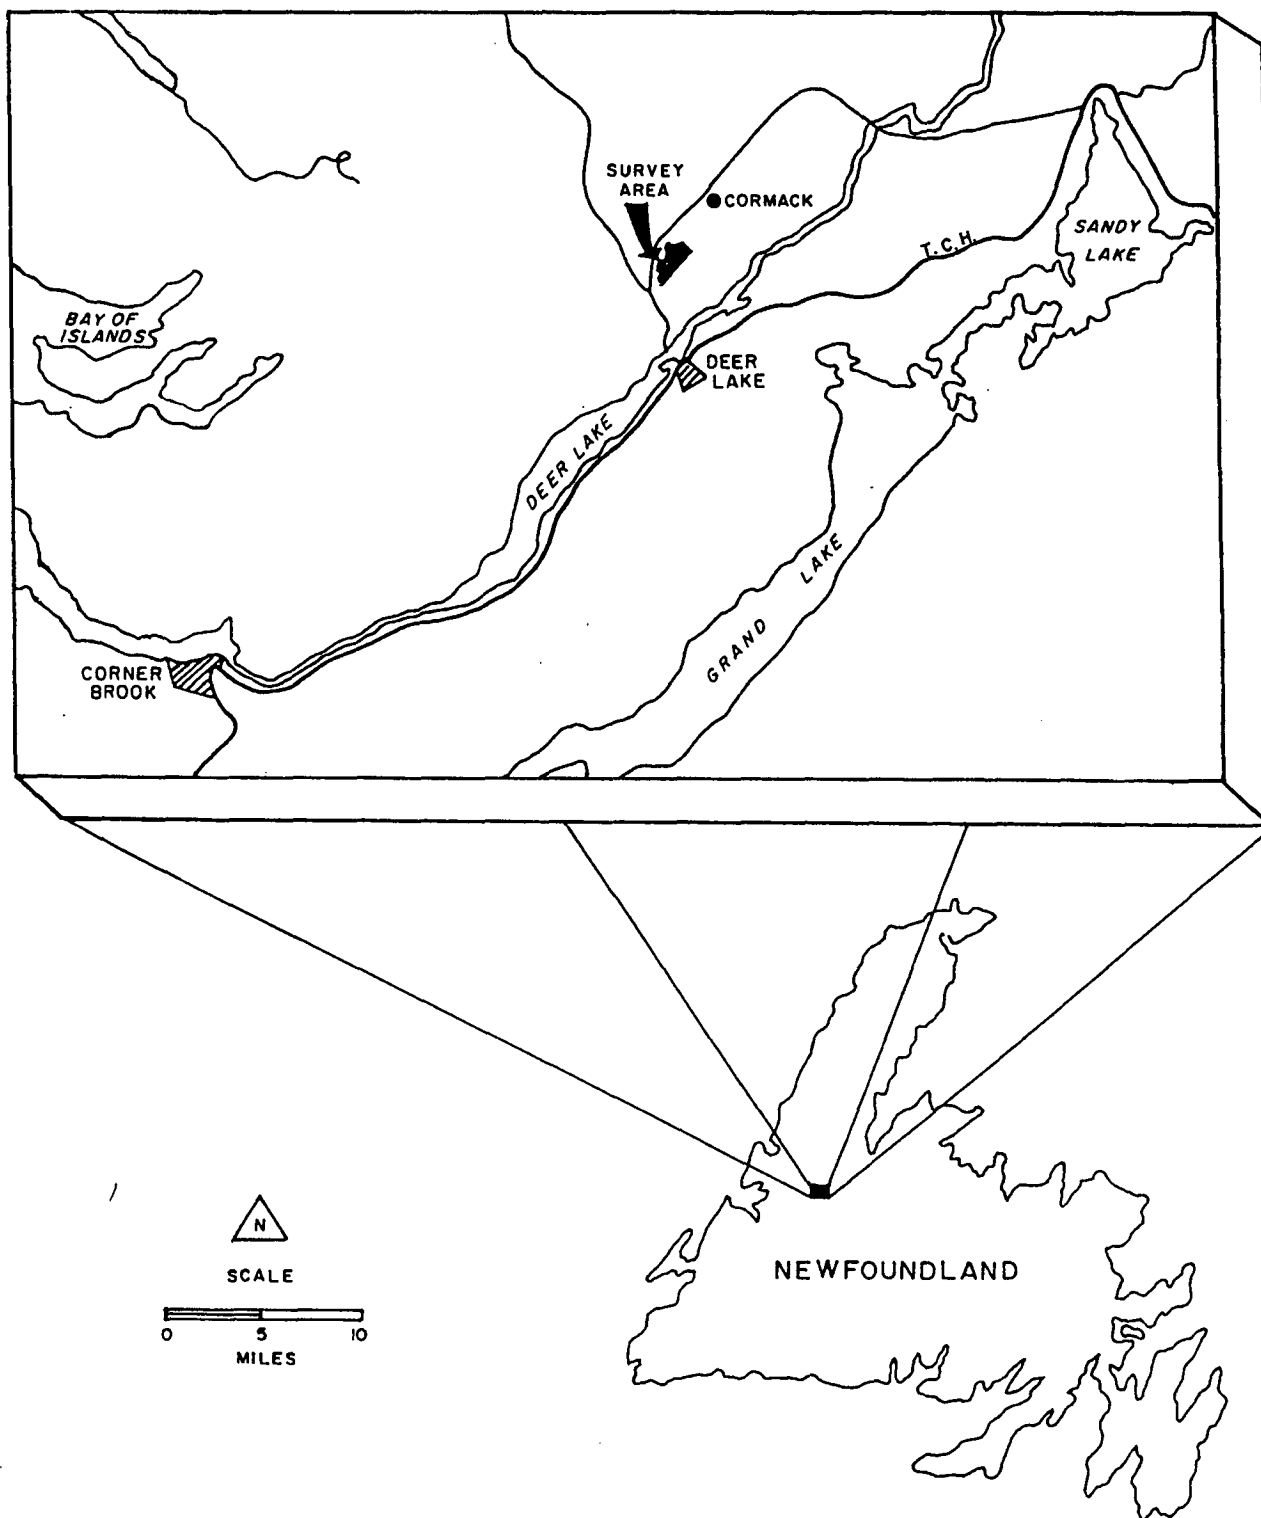 SURVEY
AREA
CORMACK
T.C.H.
SANDY
LAKE
BAY OF
ISLANDS
DEER
LAKE
DEER LAKE
GRAND LAKE
CORNER
BROOK
N
SCALE
0 5 10
MILES
NEWFOUNDLAND